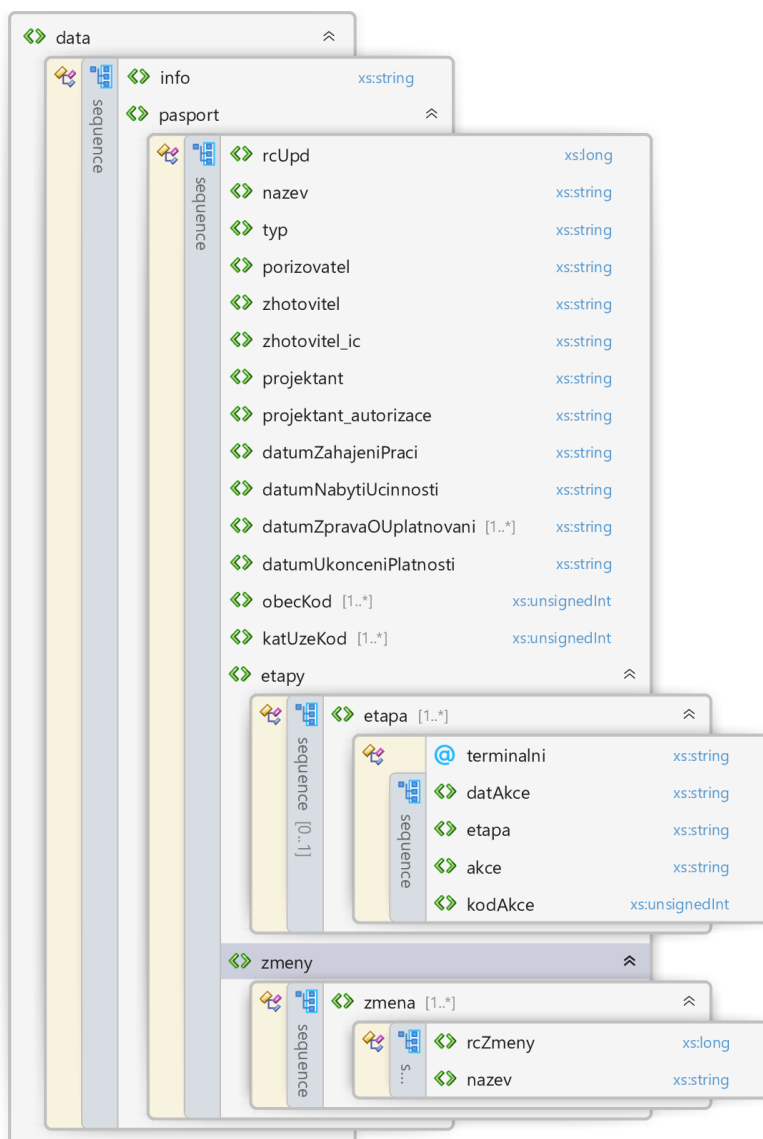 data
info xs:string
pasport
sequence
rcUpd xs:long
sequence
nazev xs:string
typ xs:string
porizovatel xs:string
zhotovitel xs:string
zhotovitel_ic xs:string
projektant xs:string
projektant_autorizace xs:string
datumZahajeniPraci xs:string
datumNabytiUcinnosti xs:string
datumZpravaOUplatnovani [1..*] xs:string
datumUkonceniPlatnosti xs:string
obecKod [1..*] xs:unsignedInt
katUzeKod [1..*] xs:unsignedInt
etapy
etapa [1..*]
sequence [0..1]
@ terminalni xs:string
datAkce xs:string
sequence
etapa xs:string
akce xs:string
kodAkce xs:unsignedInt
zmeny
zmena [1..*]
sequence
rcZmeny xs:long
s...
nazev xs:string